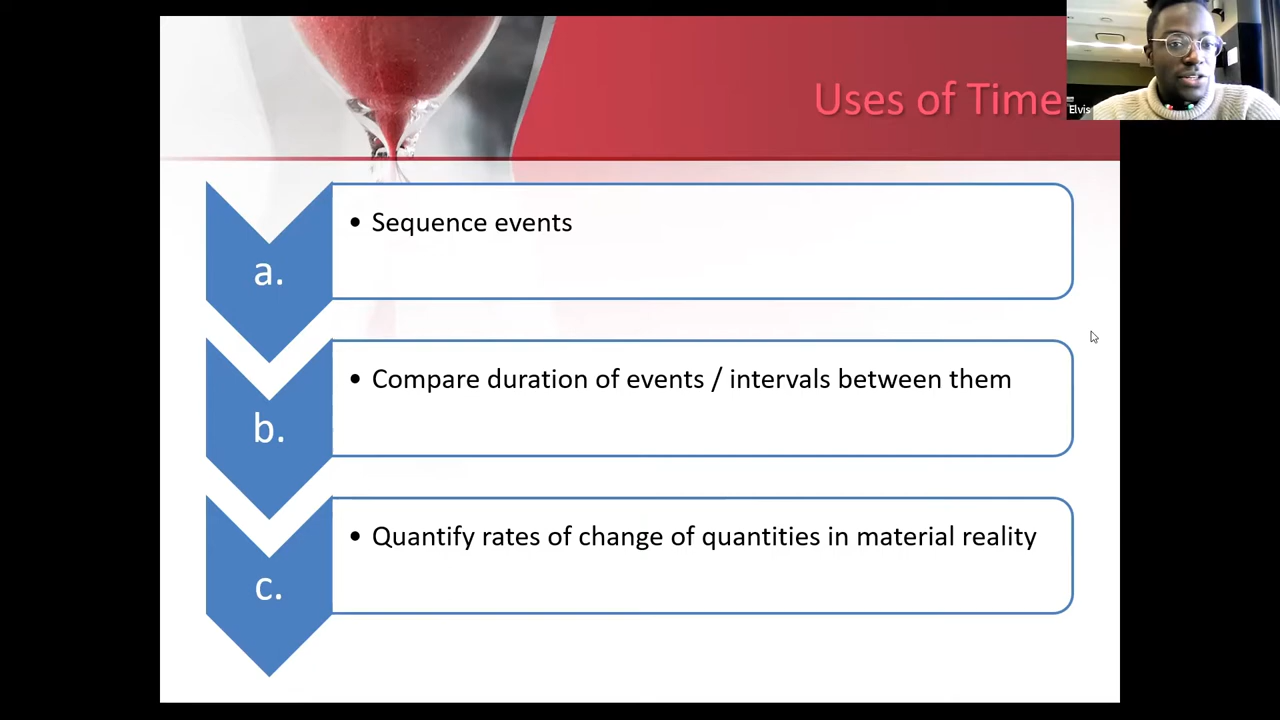 Uses of Time
Elvis
a.
• Sequence events
b.
• Compare duration of events / intervals between them
c.
• Quantify rates of change of quantities in material reality